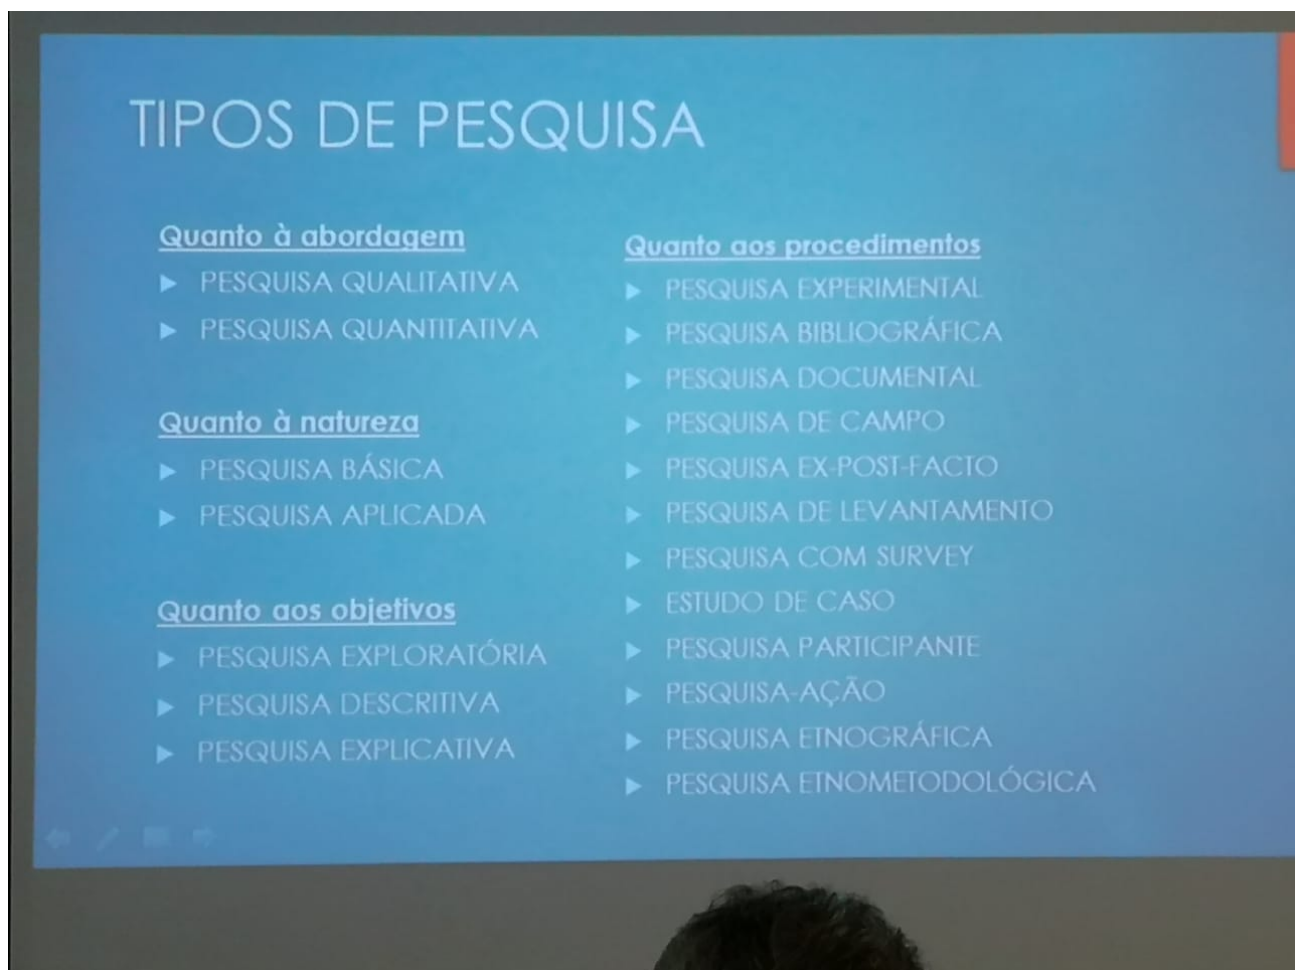 TIPOS DE PESQUISA
Quanto à abordagem
PESQUISA QUALITATIVA
PESQUISA QUANTITATIVA
Quanto à natureza
PESQUISA BÁSICA
PESQUISA APLICADA
Quanto aos objetivos
PESQUISA EXPLORATÓRIA
PESQUISA DESCRITIVA
PESQUISA EXPLICATIVA
Quanto aos procedimentos
PESQUISA EXPERIMENTAL
PESQUISA BIBLIOGRÁFICA
PESQUISA DOCUMENTAL
PESQUISA DE CAMPO
PESQUISA EX-POST-FACTO
PESQUISA DE LEVANTAMENTO
PESQUISA COM SURVEY
ESTUDO DE CASO
PESQUISA PARTICIPANTE
PESQUISA-AÇÃO
PESQUISA ETNOGRÁFICA
PESQUISA ETNOMETODOLÓGICA